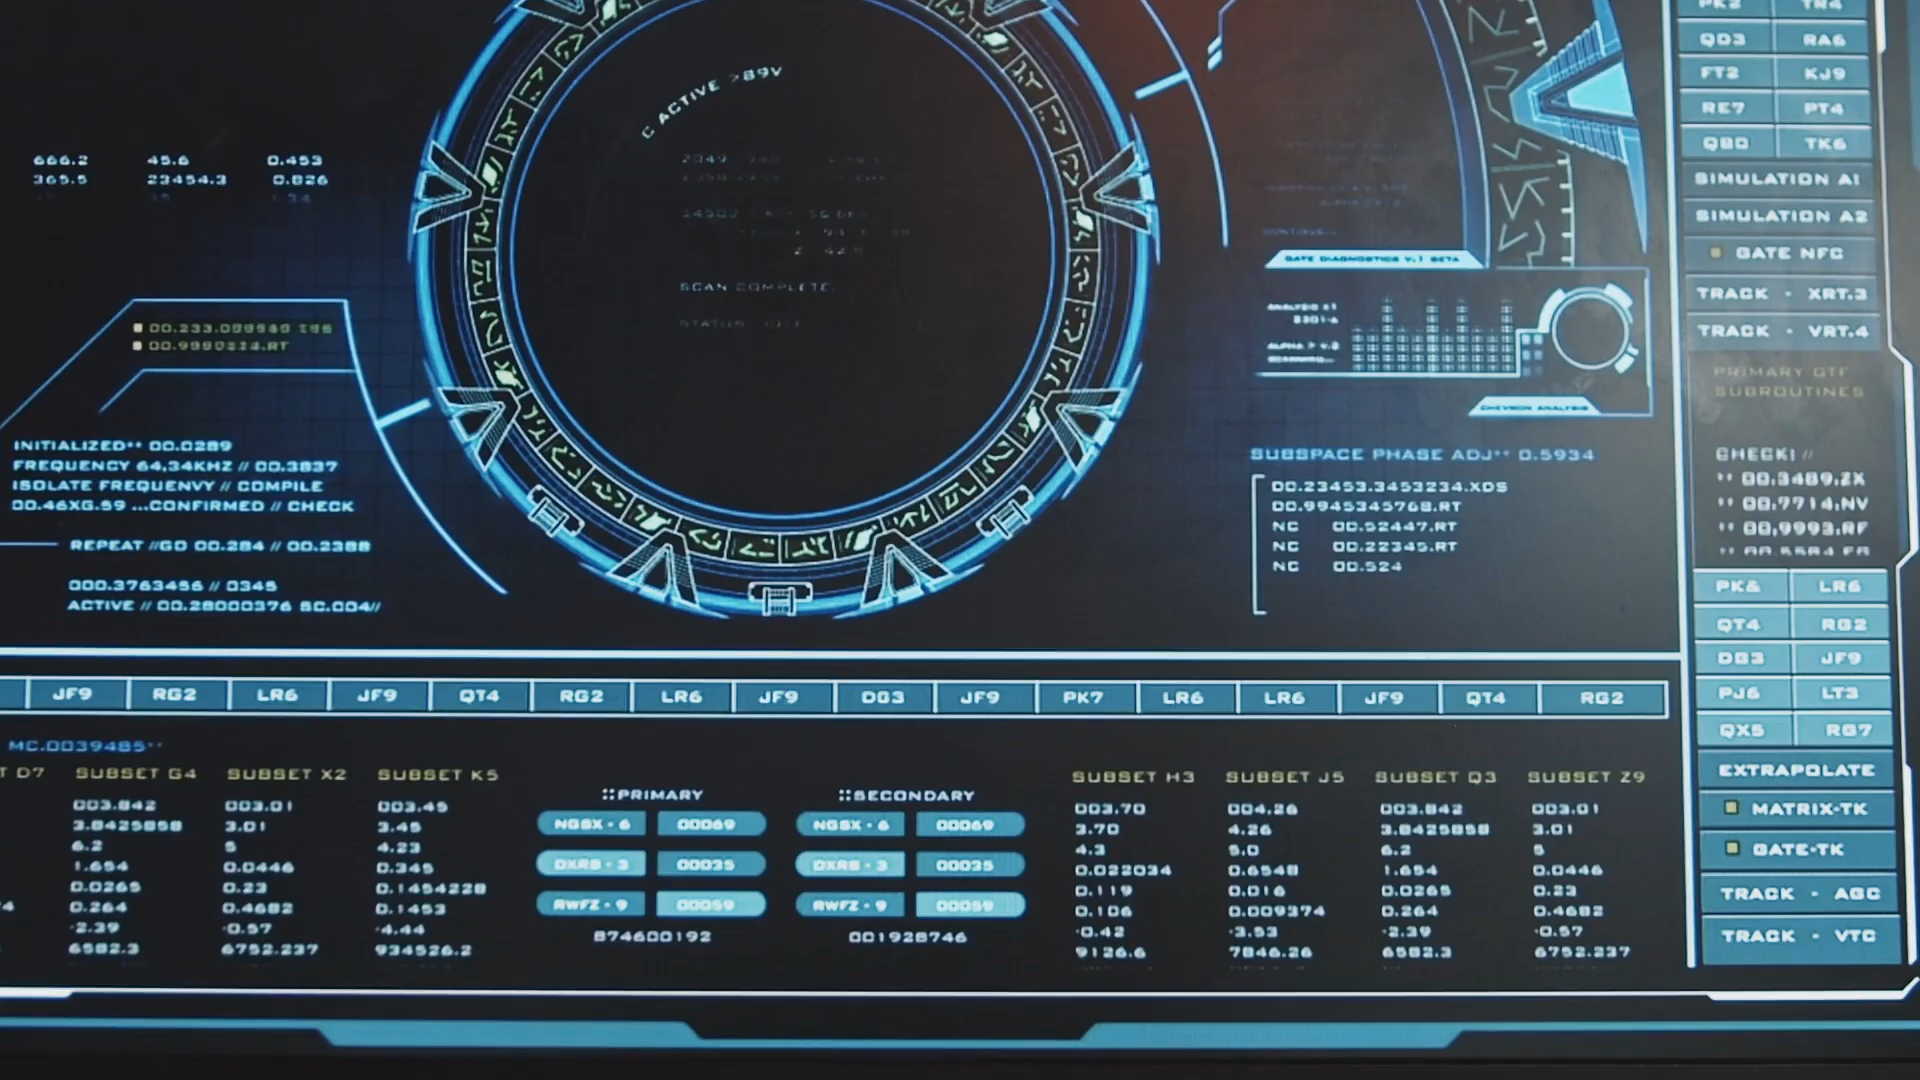 C ACTIVE >89V
666.2 45.6 0.453
365.5 23454.3 0.826
SCAN COMPLETE.
INITIALIZED** 00.0289
FREQUENCY 64.34KHZ // 00.3837
ISOLATE FREQUENVY // COMPILE
00.46XG.59 ...CONFIRMED // CHECK
REPEAT //GD 00.284 // 00.2388
000.3763456 // 0345
ACTIVE // 00.28000376 SC.004//
GATE DIAGNOSTICS V.1 BETA
CHEVRON ANALYSIS
SUBSPACE PHASE ADJ** 0.5934
00.23453.3453234.XDS
00.9945345768.RT
NC 00.52447.RT
NC 00.22345.RT
NC 00.524
PK2 TR4
QD3 RA6
FT2 KJ9
RE7 PT4
QBD TK6
SIMULATION A1
SIMULATION A2
GATE NFC
TRACK - XRT.3
TRACK - VRT.4
PRIMARY GTF
SUBROUTINES
CHECK! //
** 00.3489.ZX
** 00.7714.NV
** 00.9993.RF
PK& LR6
QT4 RG2
DG3 JF9
PJ6 LT3
QX5 RG7
EXTRAPOLATE
MATRIX-TK
GATE-TK
TRACK - AGC
TRACK - VTC
JF9 RG2 LR6 JF9 QT4 RG2 LR6 JF9 DG3 JF9 PK7 LR6 LR6 JF9 QT4 RG2
MC.0039485**
T D7 SUBSET G4 SUBSET X2 SUBSET K5
003.842 003.01 003.45
3.8425858 3.01 3.45
6.2 5 4.23
1.654 0.0446 0.345
0.0265 0.23 0.1454228
0.264 0.4682 0.1453
-2.39 -0.57 -4.44
6582.3 6752.237 934526.2
::PRIMARY
NGBX - 6 00069
DXRB - 3 00035
RWFZ - 9 00059
874600192
::SECONDARY
NGBX - 6 00069
DXRB - 3 00035
RWFZ - 9 00059
001928746
SUBSET H3 SUBSET J5 SUBSET Q3 SUBSET Z9
003.70 004.26 003.842 003.01
3.70 4.26 3.8425858 3.01
4.3 5.0 6.2 5
0.022034 0.6548 1.654 0.0446
0.119 0.016 0.0265 0.23
0.106 0.009374 0.264 0.4682
-0.42 -3.53 -2.39 -0.57
9126.6 7846.26 6582.3 6752.237